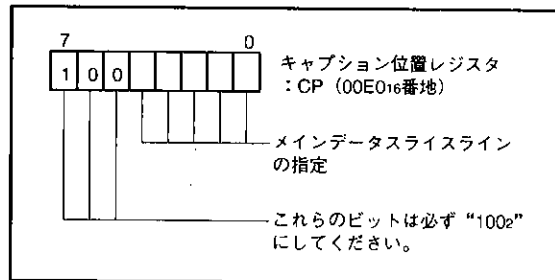 7 0
1 0 0
キャプション位置レジスタ
：CP（00E0₁₆番地）
メインデータスライスライン
の指定
これらのビットは必ず“100₂”
にしてください。